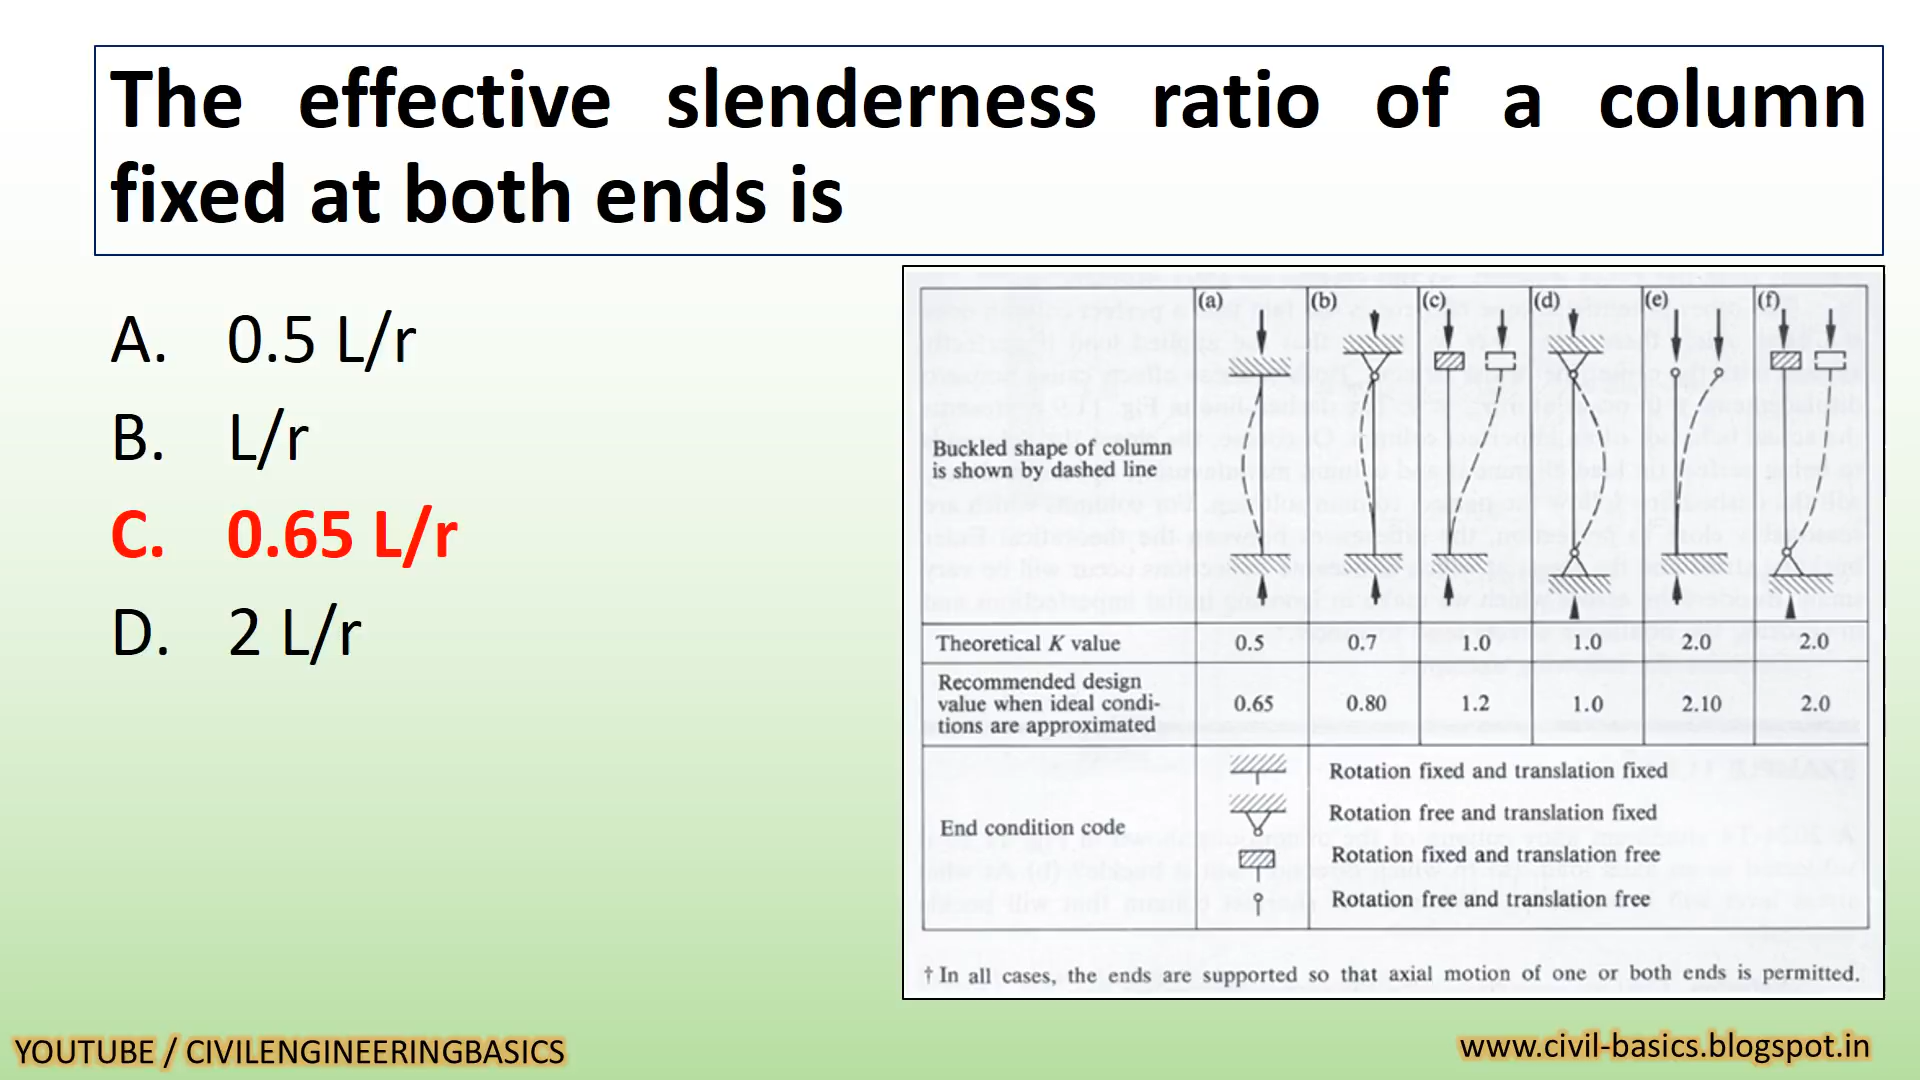 The effective slenderness ratio of a column
fixed at both ends is
A. 0.5 L/r
B. L/r
C. 0.65 L/r
D. 2 L/r
(a) (b) (c) (d) (e) (f)
Buckled shape of column
is shown by dashed line
Theoretical K value 0.5 0.7 1.0 1.0 2.0 2.0
Recommended design
value when ideal condi-
tions are approximated 0.65 0.80 1.2 1.0 2.10 2.0
End condition code
Rotation fixed and translation fixed
Rotation free and translation fixed
Rotation fixed and translation free
Rotation free and translation free
† In all cases, the ends are supported so that axial motion of one or both ends is permitted.
YOUTUBE / CIVILENGINEERINGBASICS
www.civil-basics.blogspot.in